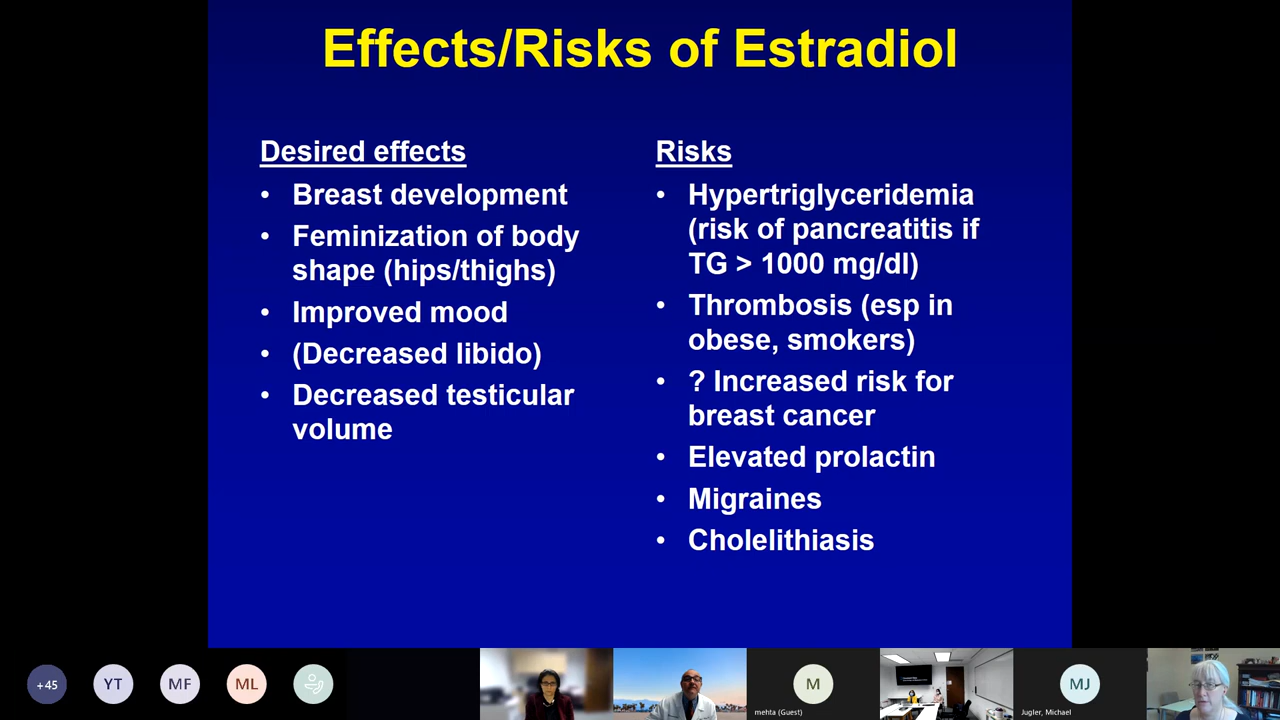 Effects/Risks of Estradiol
Desired effects
• Breast development
• Feminization of body
shape (hips/thighs)
• Improved mood
• (Decreased libido)
• Decreased testicular
volume
Risks
• Hypertriglyceridemia
(risk of pancreatitis if
TG > 1000 mg/dl)
• Thrombosis (esp in
obese, smokers)
• ? Increased risk for
breast cancer
• Elevated prolactin
• Migraines
• Cholelithiasis
+45
YT
MF
ML
M
mehta (Guest)
MJ
Jugler, Michael